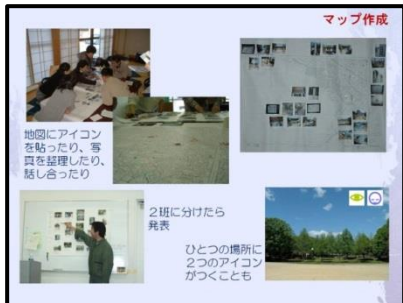 マップ作成
地図にアイコン
を貼ったり、写
真を整理したり、
話し合ったり
２班に分けたら
発表
ひとつの場所に
２つのアイコン
がつくことも